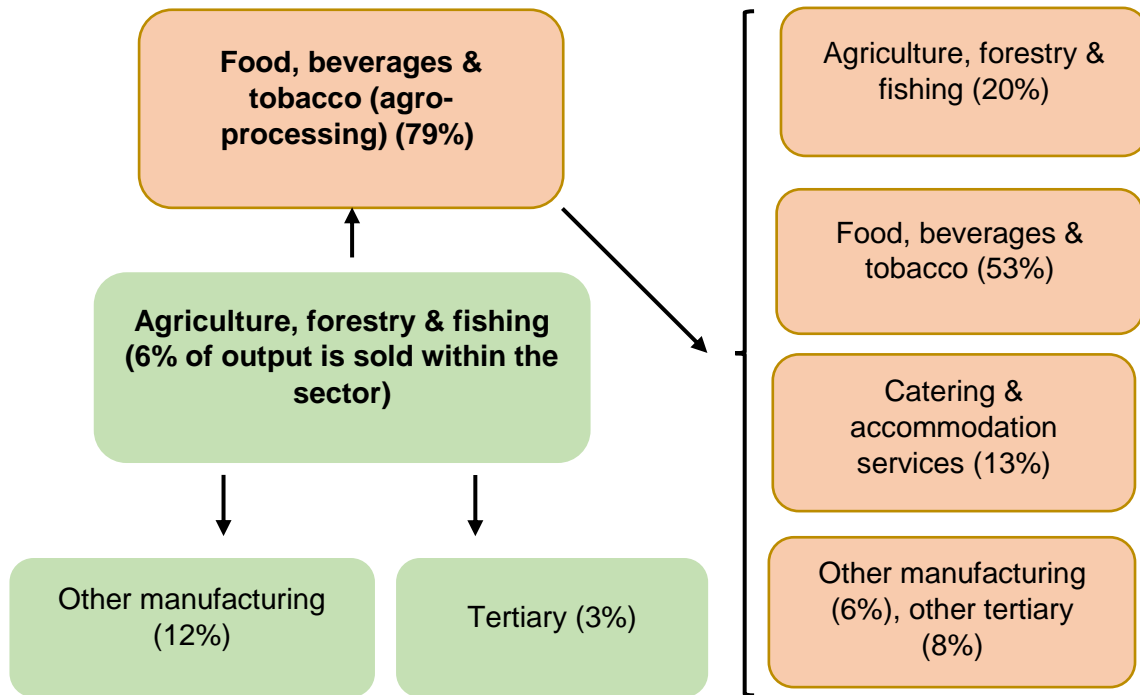 Food, beverages &
tobacco (agro-
processing) (79%)
Agriculture, forestry & fishing
(6% of output is sold within the
sector)
Other manufacturing
(12%)
Tertiary (3%)
Agriculture, forestry &
fishing (20%)
Food, beverages &
tobacco (53%)
Catering &
accommodation
services (13%)
Other manufacturing
(6%), other tertiary
(8%)